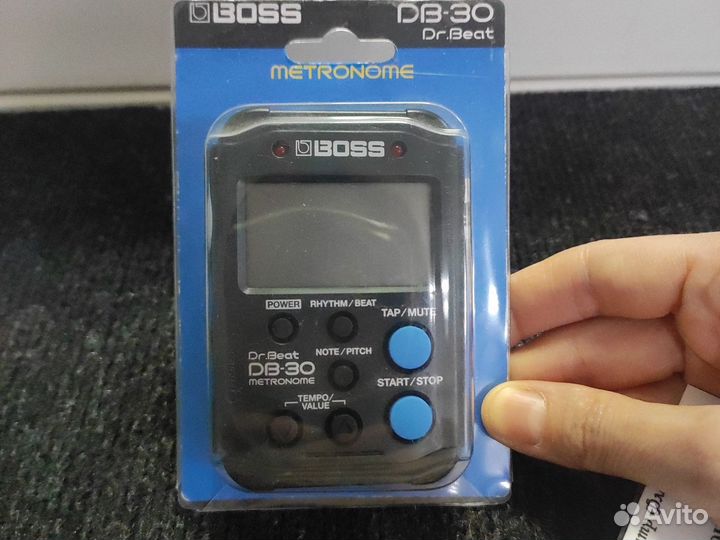 BOSS DB-30
Dr.Beat
METRONOME
BOSS
POWER RHYTHM/BEAT TAP/MUTE
Dr.Beat NOTE/PITCH
DB-30
METRONOME START/STOP
TEMPO/
VALUE
Avito